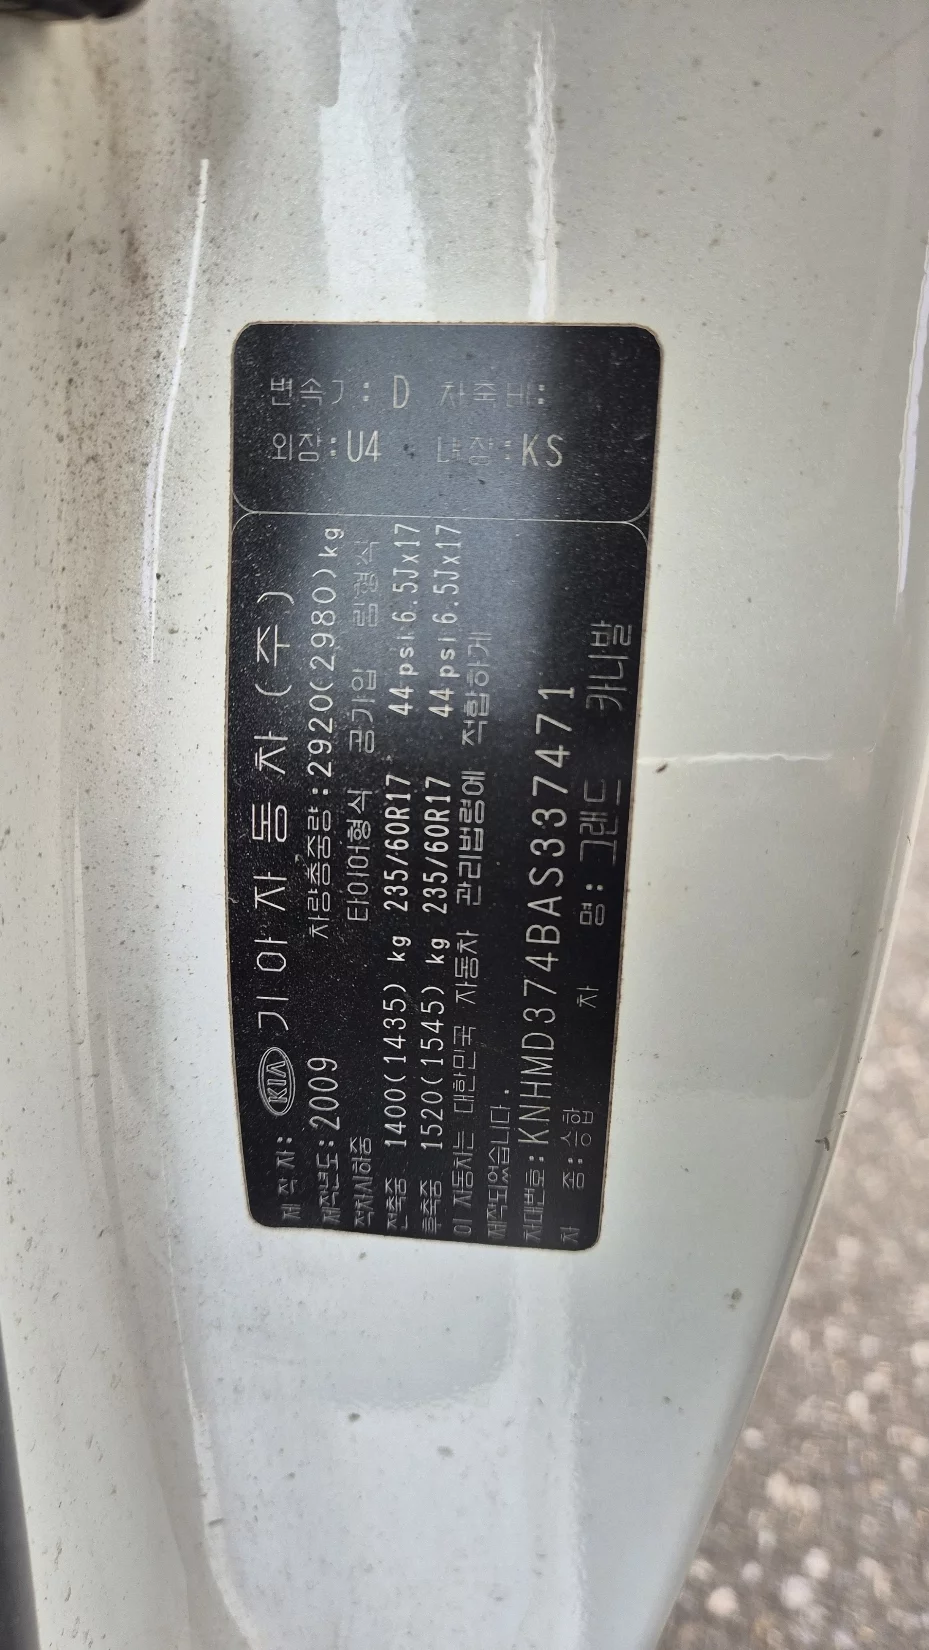 제 작 자: KIA 기 아 자 동 차 (주)
제작년도:2009 차량총중량:2920(2980)kg
적차시하중 타이어형식 공기압 림형식
전축중 1400(1435) kg 235/60R17 44psi 6.5Jx17
후축중 1520(1545) kg 235/60R17 44psi 6.5Jx17
이 자동차는 대한민국 자동차 관리법령에 적합하게
제작되었습니다.
차대번호:KNHMD374BAS337471
차 종:승합 차 명:그랜드 카니발
변속기: D 차축비:
외장:U4 내장:KS